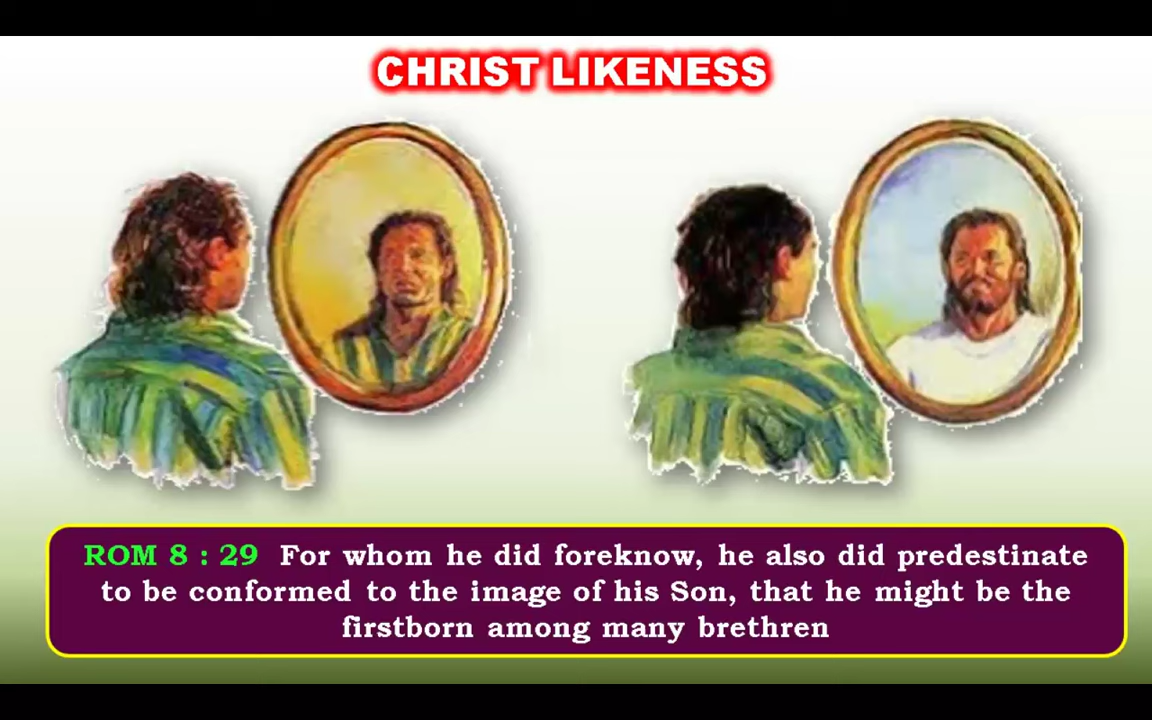 CHRIST LIKENESS
ROM 8 : 29 For whom he did foreknow, he also did predestinate
to be conformed to the image of his Son, that he might be the
firstborn among many brethren